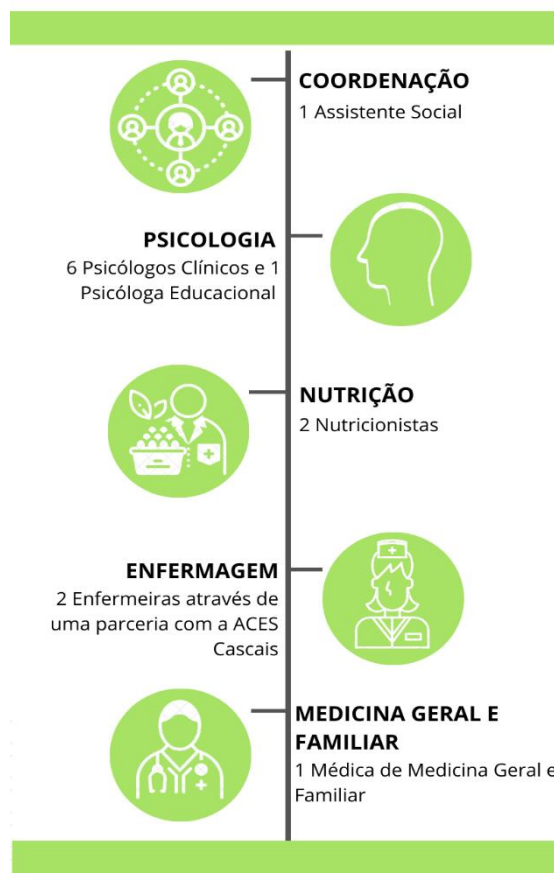 COORDENAÇÃO
1 Assistente Social
PSICOLOGIA
6 Psicólogos Clínicos e 1
Psicóloga Educacional
NUTRIÇÃO
2 Nutricionistas
ENFERMAGEM
2 Enfermeiras através de
uma parceria com a ACES
Cascais
MEDICINA GERAL E
FAMILIAR
1 Médica de Medicina Geral e
Familiar